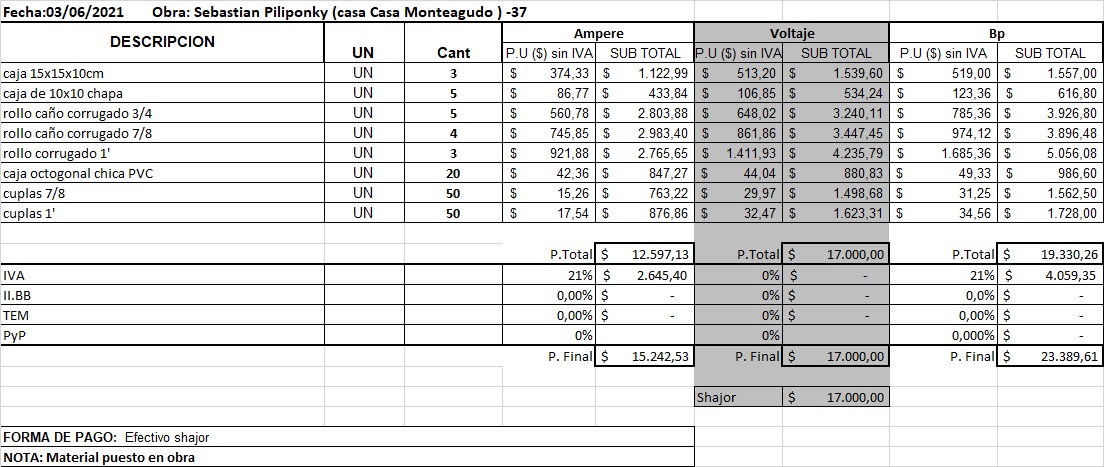 Fecha:03/06/2021 Obra: Sebastian Piliponky (casa Casa Monteagudo ) -37
Ampere Voltaje Bp
DESCRIPCION UN Cant P.U ($) sin IVA SUB TOTAL P.U ($) sin IVA SUB TOTAL P.U ($) sin IVA SUB TOTAL
caja 15x15x10cm UN 3 $ 374,33 $ 1.122,99 $ 513,20 $ 1.539,60 $ 519,00 $ 1.557,00
caja de 10x10 chapa UN 5 $ 86,77 $ 433,84 $ 106,85 $ 534,24 $ 123,36 $ 616,80
rollo caño corrugado 3/4 UN 5 $ 560,78 $ 2.803,88 $ 648,02 $ 3.240,11 $ 785,36 $ 3.926,80
rollo caño corrugado 7/8 UN 4 $ 745,85 $ 2.983,40 $ 861,86 $ 3.447,45 $ 974,12 $ 3.896,48
rollo corrugado 1' UN 3 $ 921,88 $ 2.765,65 $ 1.411,93 $ 4.235,79 $ 1.685,36 $ 5.056,08
caja octogonal chica PVC UN 20 $ 42,36 $ 847,27 $ 44,04 $ 880,83 $ 49,33 $ 986,60
cuplas 7/8 UN 50 $ 15,26 $ 763,22 $ 29,97 $ 1.498,68 $ 31,25 $ 1.562,50
cuplas 1' UN 50 $ 17,54 $ 876,86 $ 32,47 $ 1.623,31 $ 34,56 $ 1.728,00
P.Total $ 12.597,13 P.Total $ 17.000,00 P.Total $ 19.330,26
IVA 21% $ 2.645,40 0% $ - 21% $ 4.059,35
II.BB 0,00% $ - 0% $ - 0,0% $ -
TEM 0,00% $ - 0% $ - 0,00% $ -
PyP 0% 0% 0,000% $ -
P. Final $ 15.242,53 P. Final $ 17.000,00 P. Final $ 23.389,61
Shajor $ 17.000,00
FORMA DE PAGO: Efectivo shajor
NOTA: Material puesto en obra